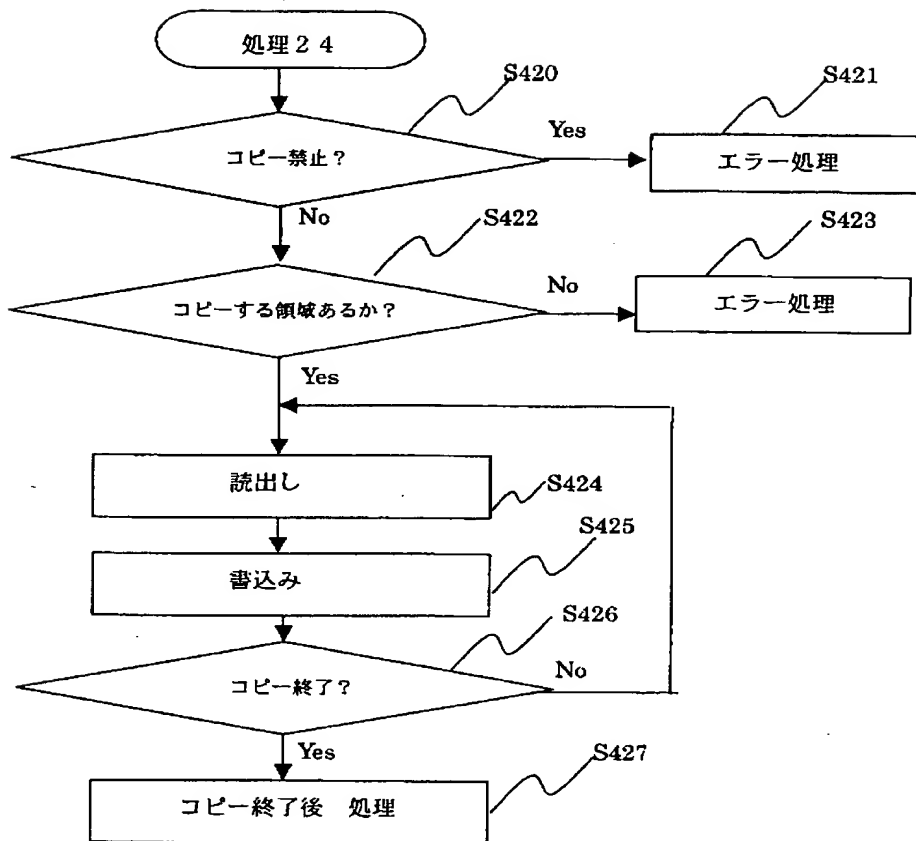 処理24
S420
コピー禁止?
Yes
S421
エラー処理
No
S422
コピーする領域あるか?
No
S423
エラー処理
Yes
読出し
S424
書込み
S425
S426
コピー終了?
No
Yes
S427
コピー終了後 処理